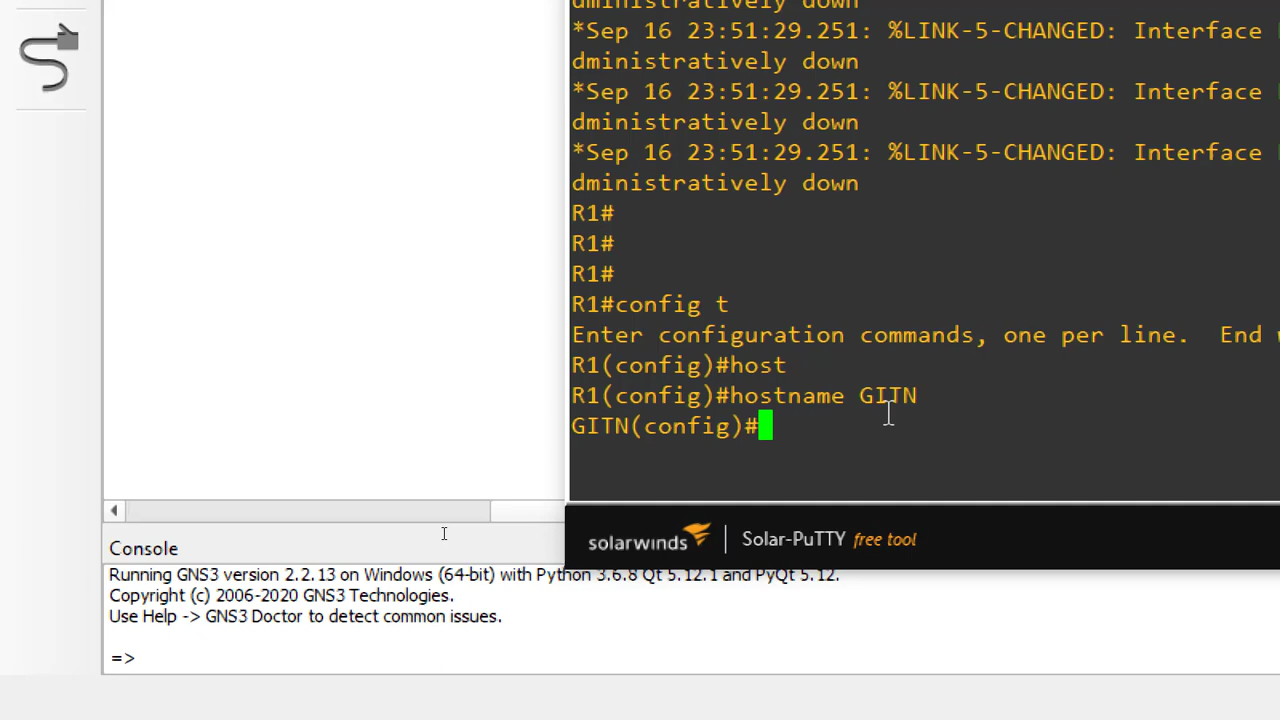 dministratively down
*Sep 16 23:51:29.251: %LINK-5-CHANGED: Interface
dministratively down
*Sep 16 23:51:29.251: %LINK-5-CHANGED: Interface
dministratively down
*Sep 16 23:51:29.251: %LINK-5-CHANGED: Interface
dministratively down
R1#
R1#
R1#
R1#config t
Enter configuration commands, one per line.  End
R1(config)#host
R1(config)#hostname GITN
GITN(config)#
solarwinds | Solar-PuTTY free tool
Console
Running GNS3 version 2.2.13 on Windows (64-bit) with Python 3.6.8 Qt 5.12.1 and PyQt 5.12.
Copyright (c) 2006-2020 GNS3 Technologies.
Use Help -> GNS3 Doctor to detect common issues.
=>